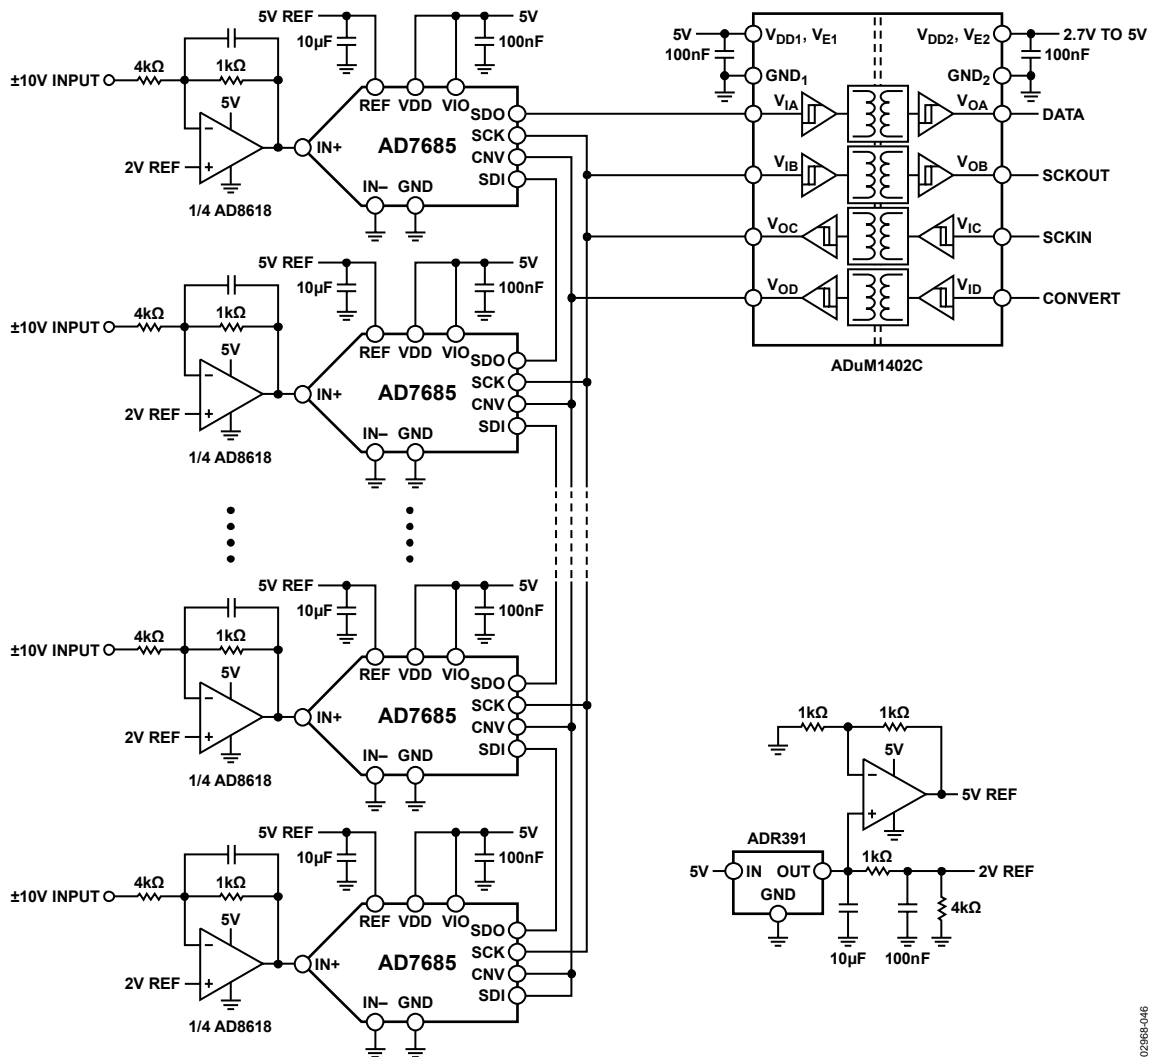 5V REF
5V
10µF
100nF
±10V INPUT
4kΩ
1kΩ
5V
2V REF
1/4 AD8618
IN+
REF
VDD
VIO
AD7685
SDO
SCK
CNV
SDI
IN–
GND
5V REF
5V
10µF
100nF
±10V INPUT
4kΩ
1kΩ
5V
2V REF
1/4 AD8618
IN+
REF
VDD
VIO
AD7685
SDO
SCK
CNV
SDI
IN–
GND
5V REF
5V
10µF
100nF
±10V INPUT
4kΩ
1kΩ
5V
2V REF
1/4 AD8618
IN+
REF
VDD
VIO
AD7685
SDO
SCK
CNV
SDI
IN–
GND
5V REF
5V
10µF
100nF
±10V INPUT
4kΩ
1kΩ
5V
2V REF
1/4 AD8618
IN+
REF
VDD
VIO
AD7685
SDO
SCK
CNV
SDI
IN–
GND
5V
100nF
VDD1, VE1
VDD2, VE2
2.7V TO 5V
100nF
GND1
GND2
VIA
VOA
DATA
VIB
VOB
SCKOUT
VOC
VIC
SCKIN
VOD
VID
CONVERT
ADuM1402C
1kΩ
1kΩ
5V
5V REF
ADR391
5V
IN
OUT
GND
1kΩ
2V REF
4kΩ
10µF
100nF
02968-046